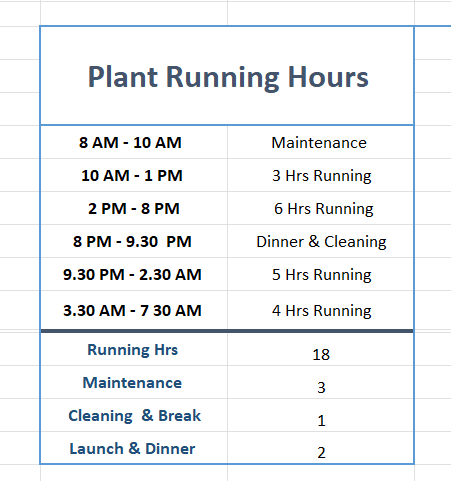 Plant Running Hours
8 AM - 10 AM Maintenance
10 AM - 1 PM 3 Hrs Running
2 PM - 8 PM 6 Hrs Running
8 PM - 9.30  PM Dinner & Cleaning
9.30 PM - 2.30 AM 5 Hrs Running
3.30 AM - 7 30 AM 4 Hrs Running
Running Hrs 18
Maintenance 3
Cleaning  & Break 1
Launch & Dinner 2